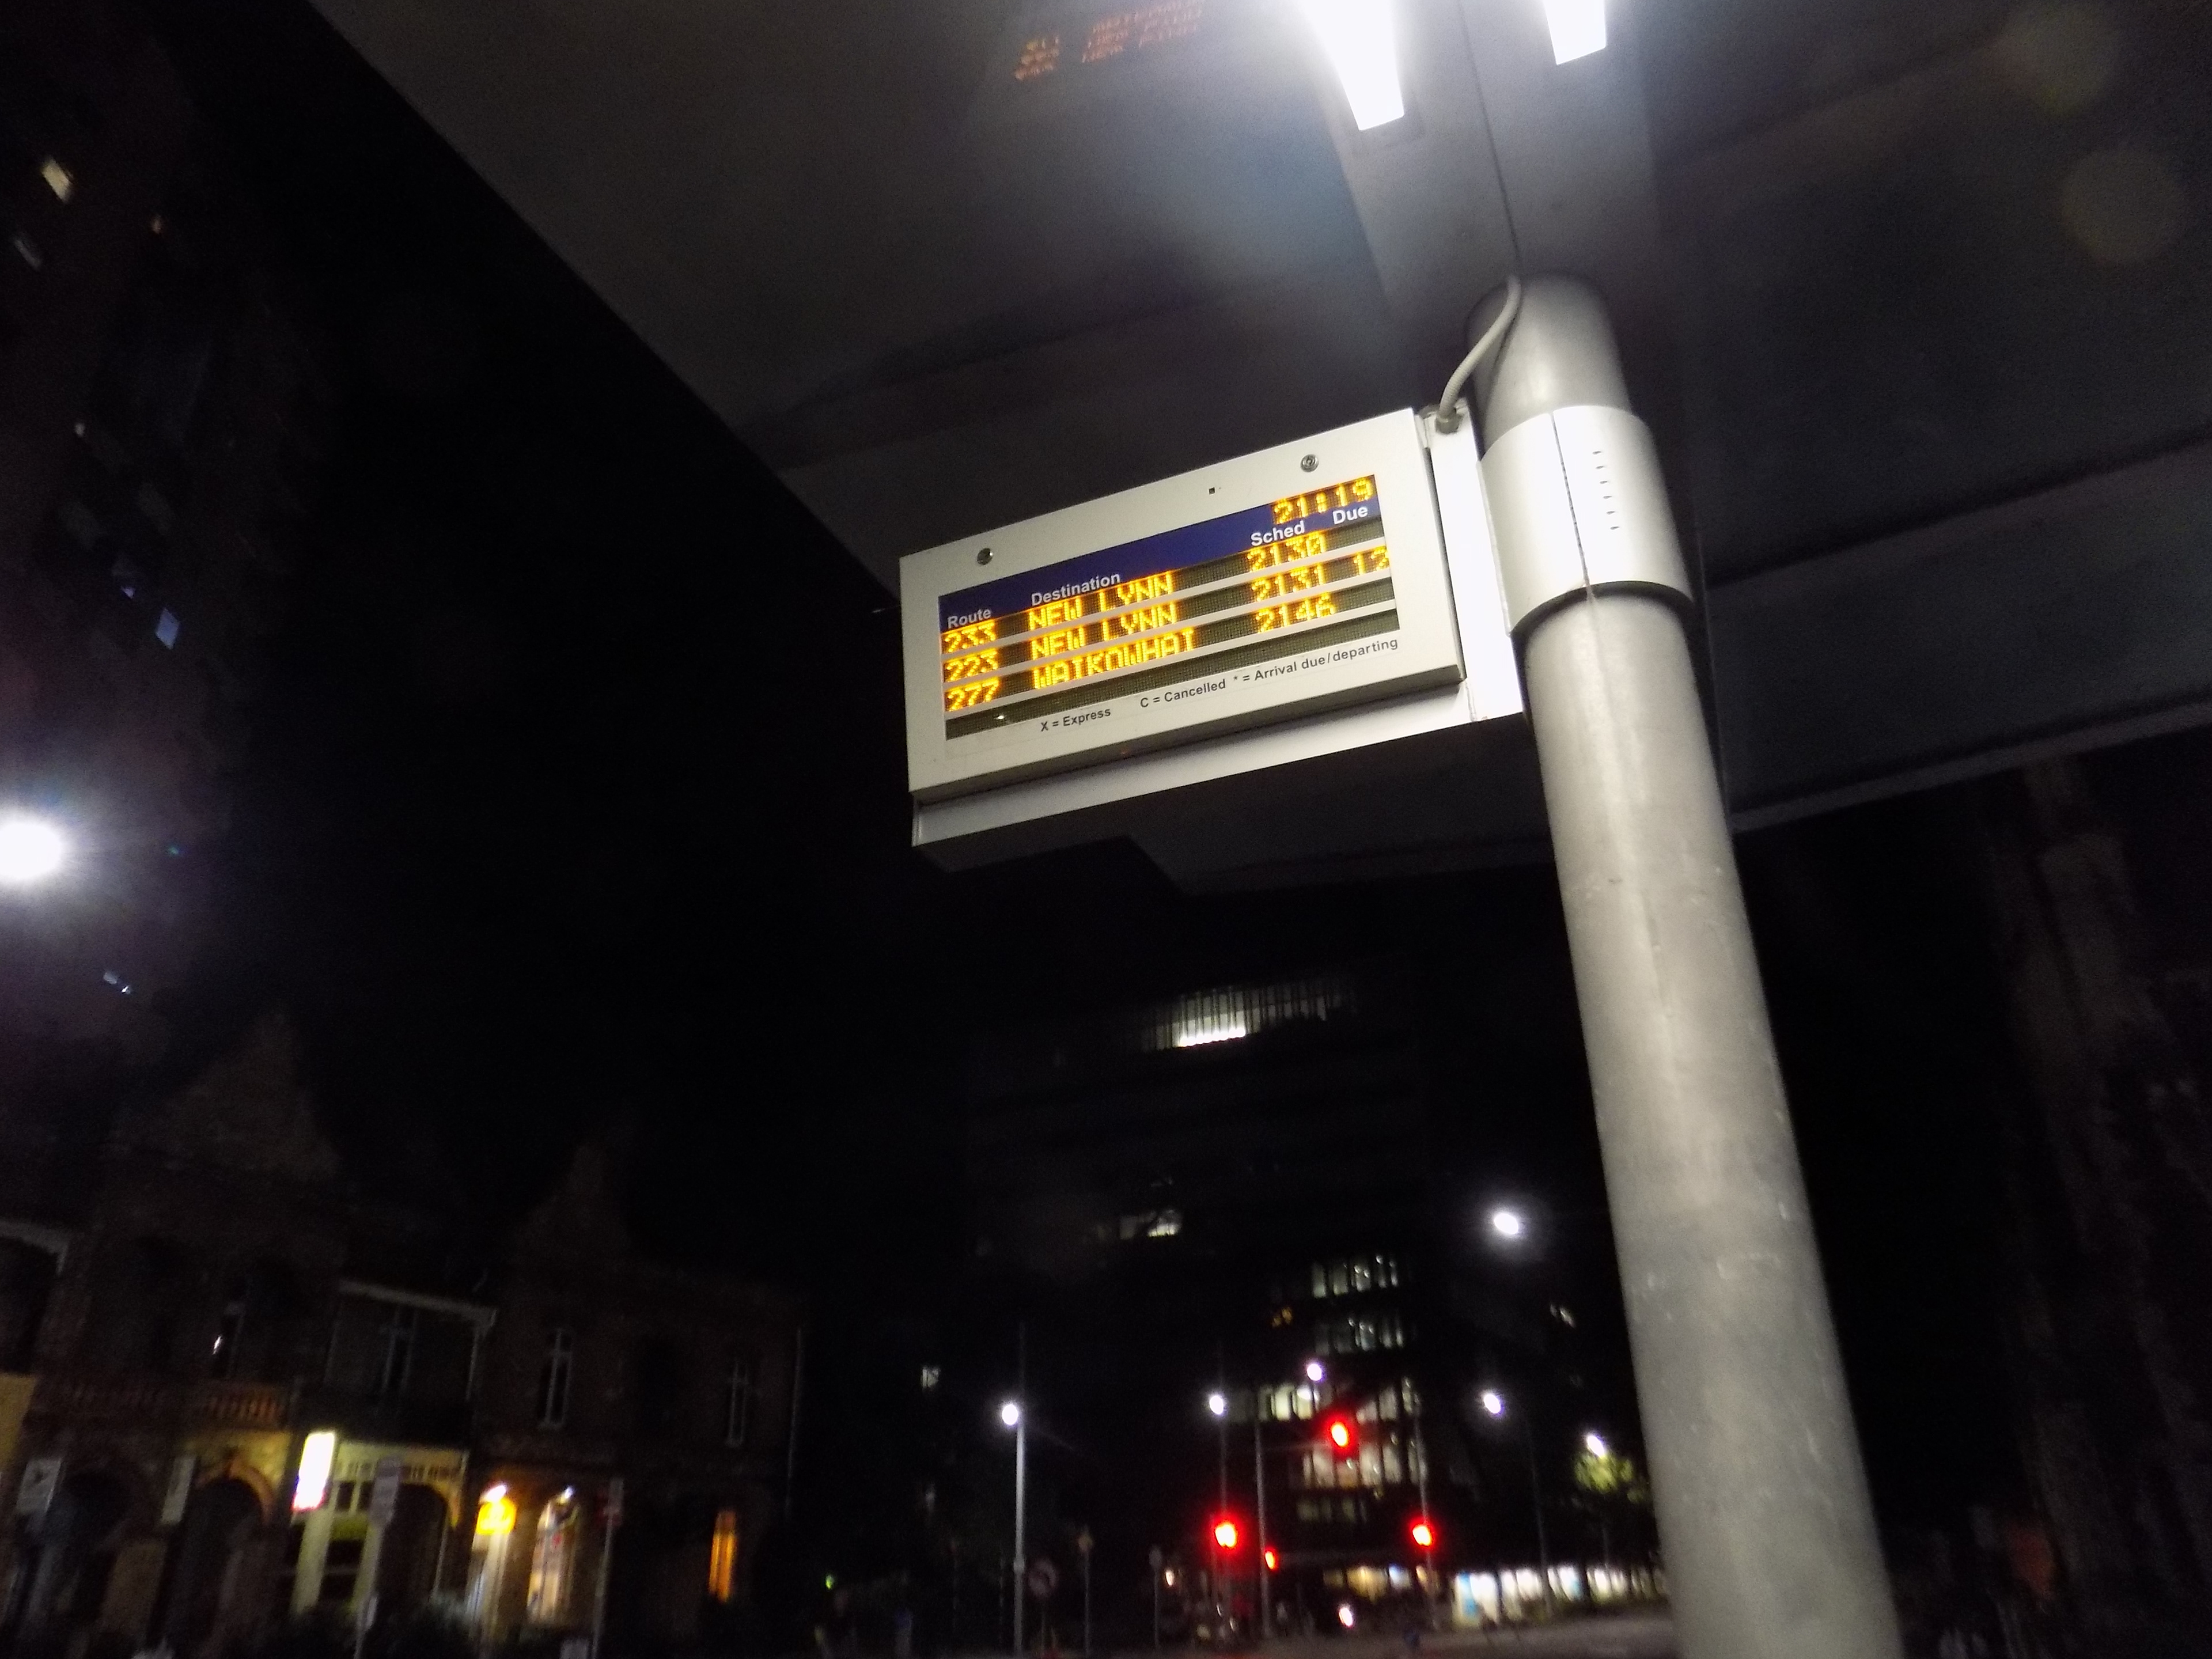 21:19
Route Destination Sched Due
233 NEW LYNN 2130
223 NEW LYNN 2131 12
277 WAIKOWHAI 2146
X = Express C = Cancelled * = Arrival due/departing